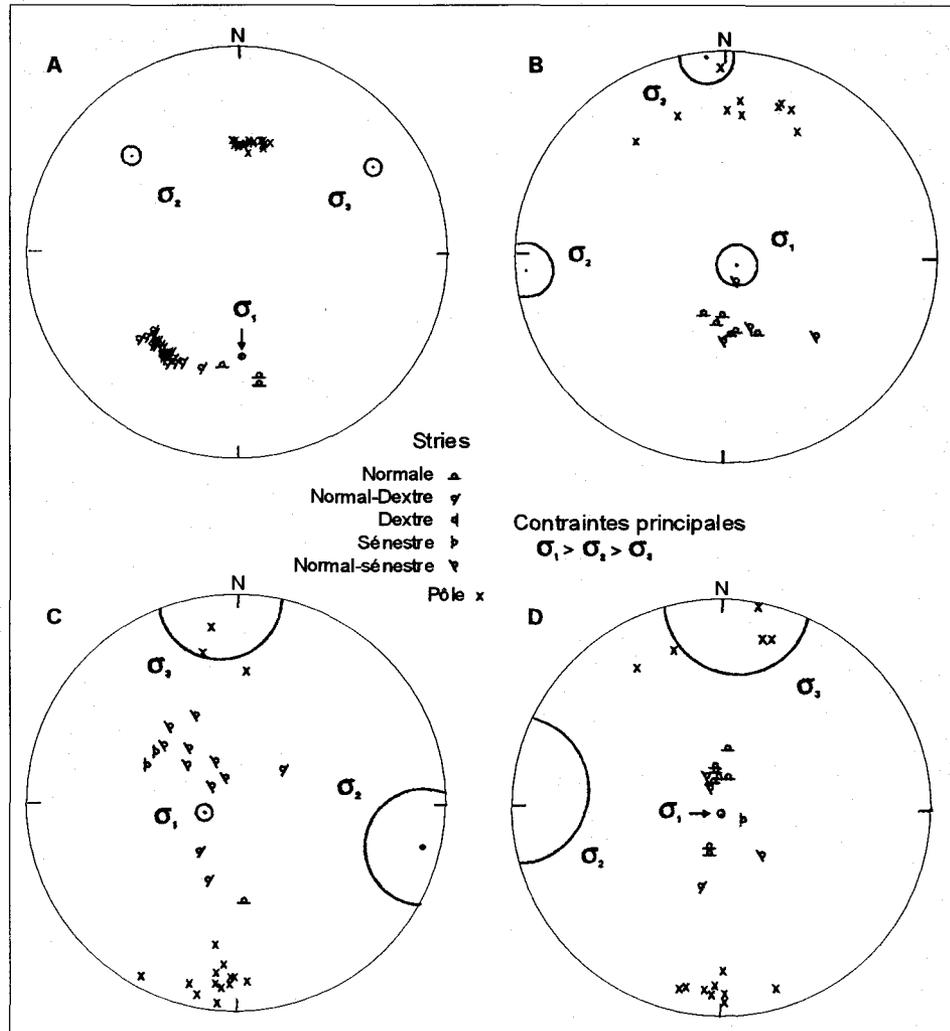 A
N
σ₂
σ₃
σ₁
B
N
σ₃
σ₂
σ₁
Stries
Normale
Normal-Dextre
Dextre
Sénestre
Normal-sénestre
Pôle x
Contraintes principales
σ₁ > σ₂ > σ₃
C
N
σ₃
σ₂
σ₁
D
N
σ₃
σ₁
σ₂